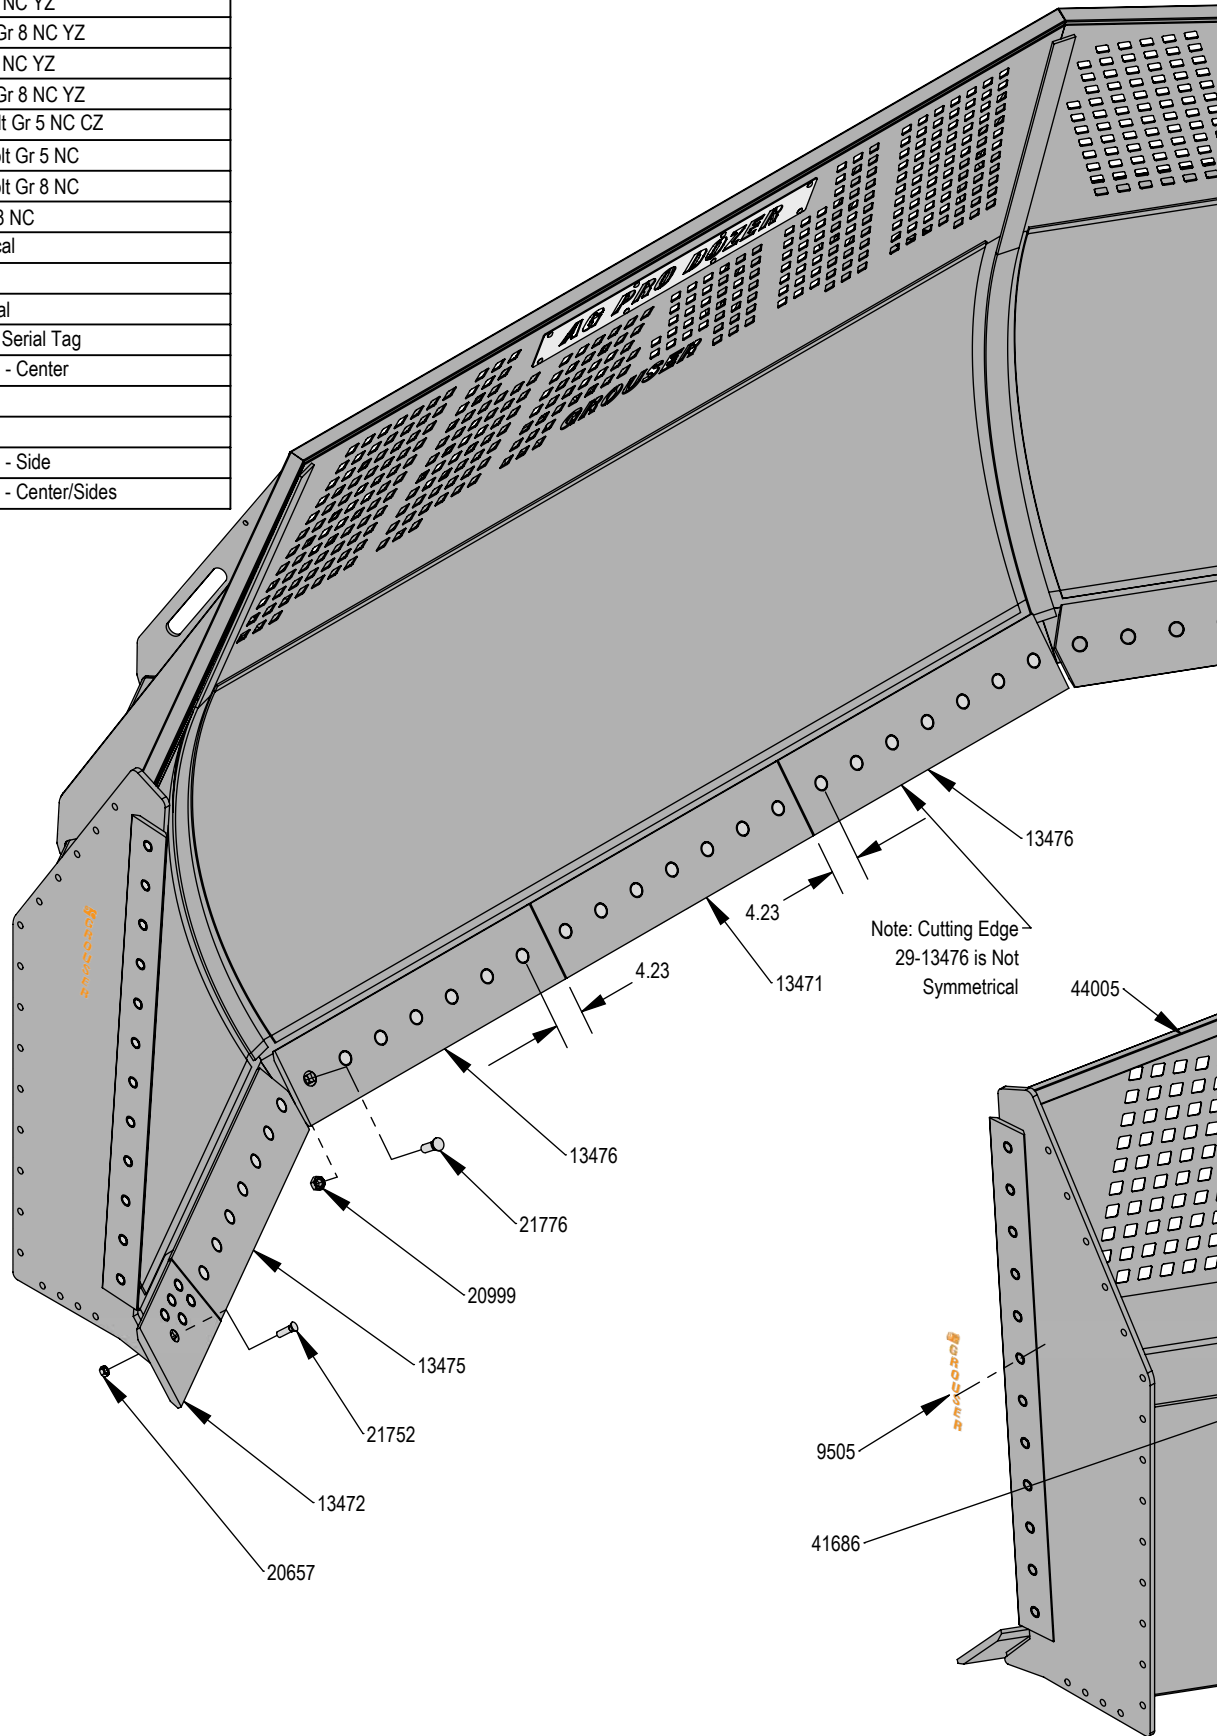 NC YZ
Gr 8 NC YZ
NC YZ
Gr 8 NC YZ
lt Gr 5 NC CZ
olt Gr 5 NC
olt Gr 8 NC
8 NC
cal
al
Serial Tag
- Center
- Side
- Center/Sides
AG PRO DOZER
GROUSER
GROUSER
13476
4.23
Note: Cutting Edge
29-13476 is Not
Symmetrical
4.23
13471
44005
13476
21776
20999
13475
21752
13472
20657
GROUSER
9505
41686